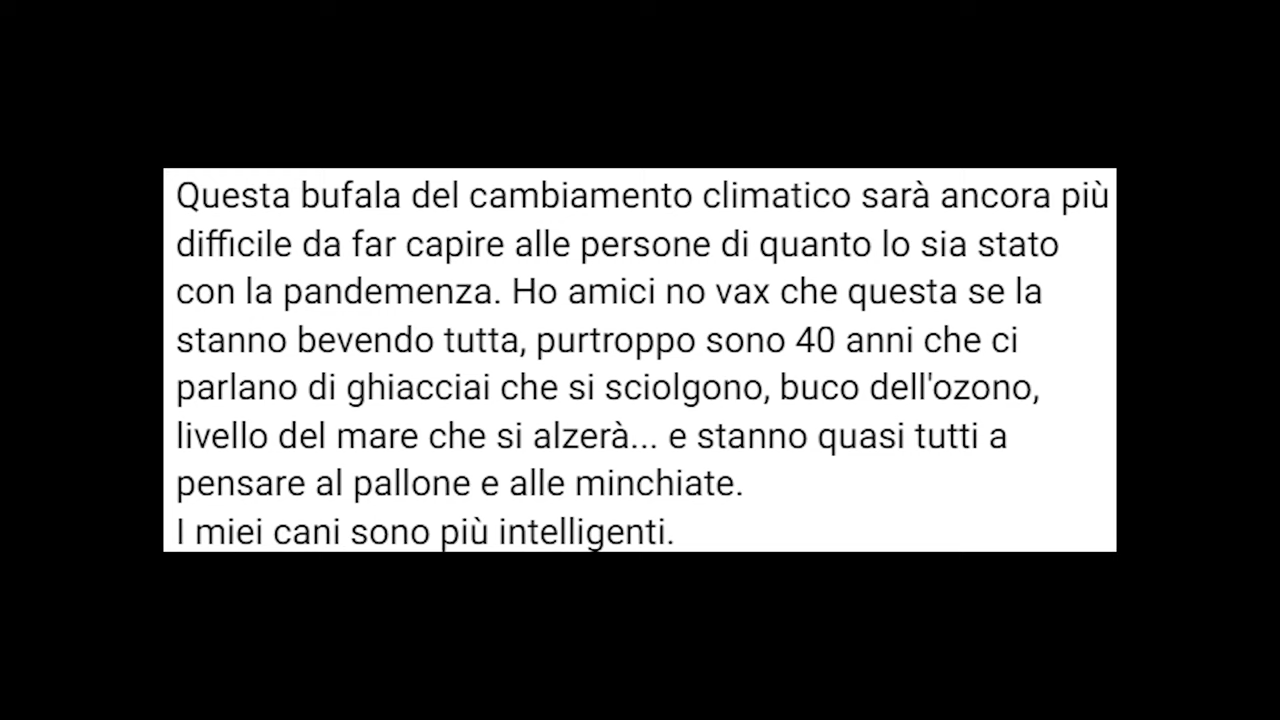 Questa bufala del cambiamento climatico sarà ancora più
difficile da far capire alle persone di quanto lo sia stato
con la pandemenza. Ho amici no vax che questa se la
stanno bevendo tutta, purtroppo sono 40 anni che ci
parlano di ghiacciai che si sciolgono, buco dell'ozono,
livello del mare che si alzerà... e stanno quasi tutti a
pensare al pallone e alle minchiate.
I miei cani sono più intelligenti.